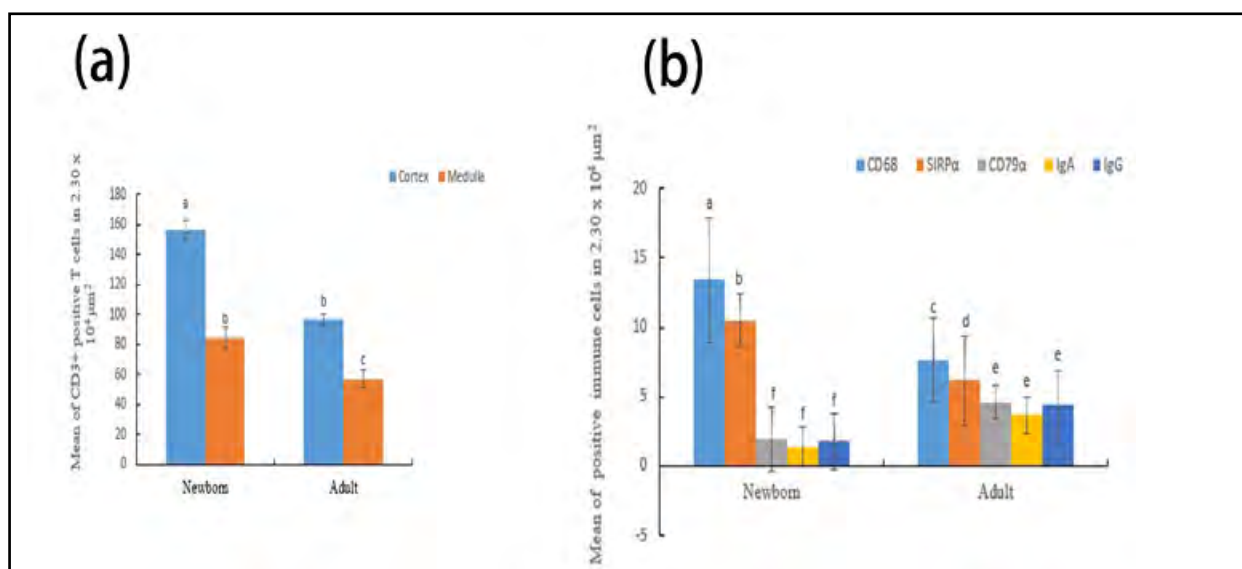 (a)
Mean of CD3+ positive T cells in 2.30 x
10⁴ µm²
Cortex Medulle
180
160
140
120
100
80
60
40
20
0
a
b
b
c
Newborn Adult
(b)
Mean of positive immune cells in 2.30 x 10⁴ µm²
CD68 SIRPα CD79α IgA IgG
20
15
10
5
0
-5
a
b
f f f
c
d
e e e
Newborn Adult